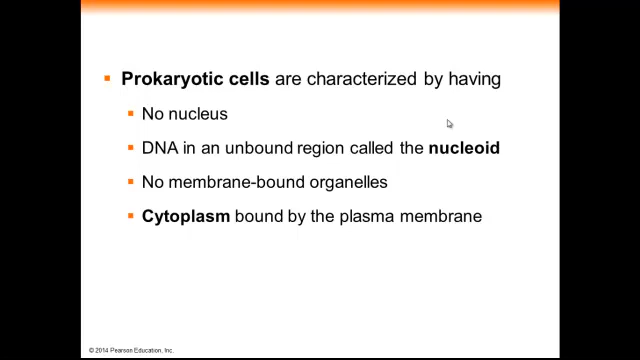 Prokaryotic cells are characterized by having
No nucleus
DNA in an unbound region called the nucleoid
No membrane-bound organelles
Cytoplasm bound by the plasma membrane
© 2014 Pearson Education, Inc.